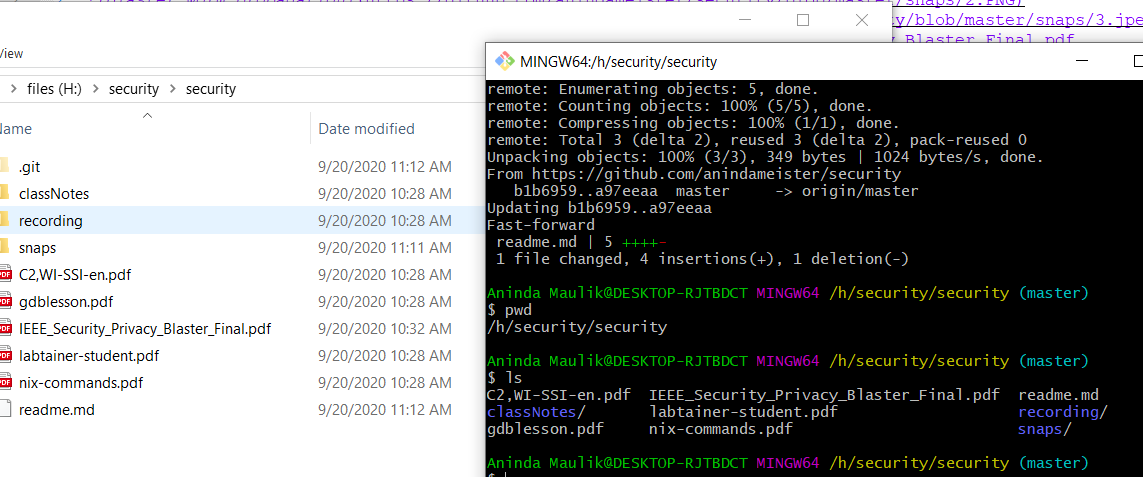 /blob/master/snaps/3.jpe
Blaster Final.pdf
View
files (H:) > security > security
Name
Date modified
.git 9/20/2020 11:12 AM
classNotes 9/20/2020 10:28 AM
recording 9/20/2020 10:28 AM
snaps 9/20/2020 11:11 AM
C2,WI-SSI-en.pdf 9/20/2020 10:28 AM
gdblesson.pdf 9/20/2020 10:28 AM
IEEE_Security_Privacy_Blaster_Final.pdf 9/20/2020 10:32 AM
labtainer-student.pdf 9/20/2020 10:28 AM
nix-commands.pdf 9/20/2020 10:28 AM
readme.md 9/20/2020 11:12 AM
MINGW64:/h/security/security
remote: Enumerating objects: 5, done.
remote: Counting objects: 100% (5/5), done.
remote: Compressing objects: 100% (1/1), done.
remote: Total 3 (delta 2), reused 3 (delta 2), pack-reused 0
Unpacking objects: 100% (3/3), 349 bytes | 1024 bytes/s, done.
From https://github.com/anindameister/security
b1b6959..a97eeaa master -> origin/master
Updating b1b6959..a97eeaa
Fast-forward
readme.md | 5 ++++-
1 file changed, 4 insertions(+), 1 deletion(-)
Aninda Maulik@DESKTOP-RJTBDCT MINGW64 /h/security/security (master)
$ pwd
/h/security/security
Aninda Maulik@DESKTOP-RJTBDCT MINGW64 /h/security/security (master)
$ ls
C2,WI-SSI-en.pdf IEEE_Security_Privacy_Blaster_Final.pdf readme.md
classNotes/ labtainer-student.pdf recording/
gdblesson.pdf nix-commands.pdf snaps/
Aninda Maulik@DESKTOP-RJTBDCT MINGW64 /h/security/security (master)
$